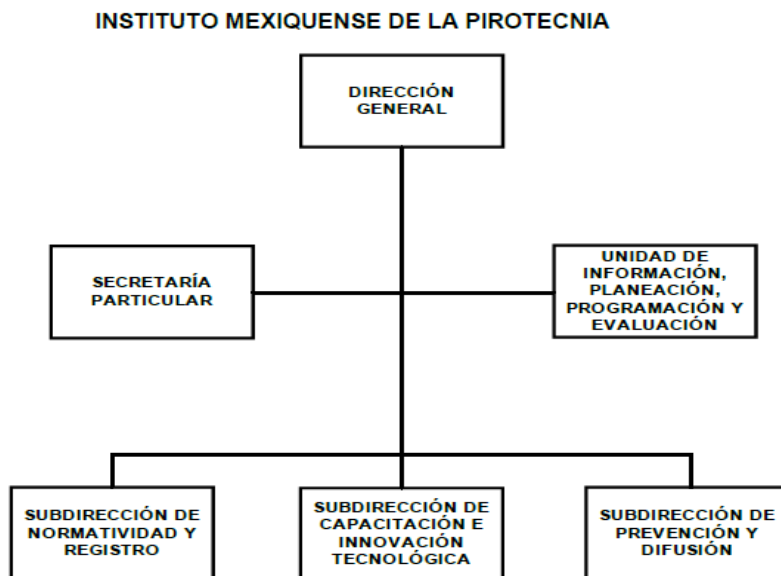 INSTITUTO MEXIQUENSE DE LA PIROTECNIA
DIRECCIÓN
GENERAL
SECRETARÍA
PARTICULAR
UNIDAD DE
INFORMACIÓN,
PLANEACIÓN,
PROGRAMACIÓN Y
EVALUACIÓN
SUBDIRECCIÓN DE
NORMATIVIDAD Y
REGISTRO
SUBDIRECCIÓN DE
CAPACITACIÓN E
INNOVACIÓN
TECNOLÓGICA
SUBDIRECCIÓN DE
PREVENCIÓN Y
DIFUSIÓN